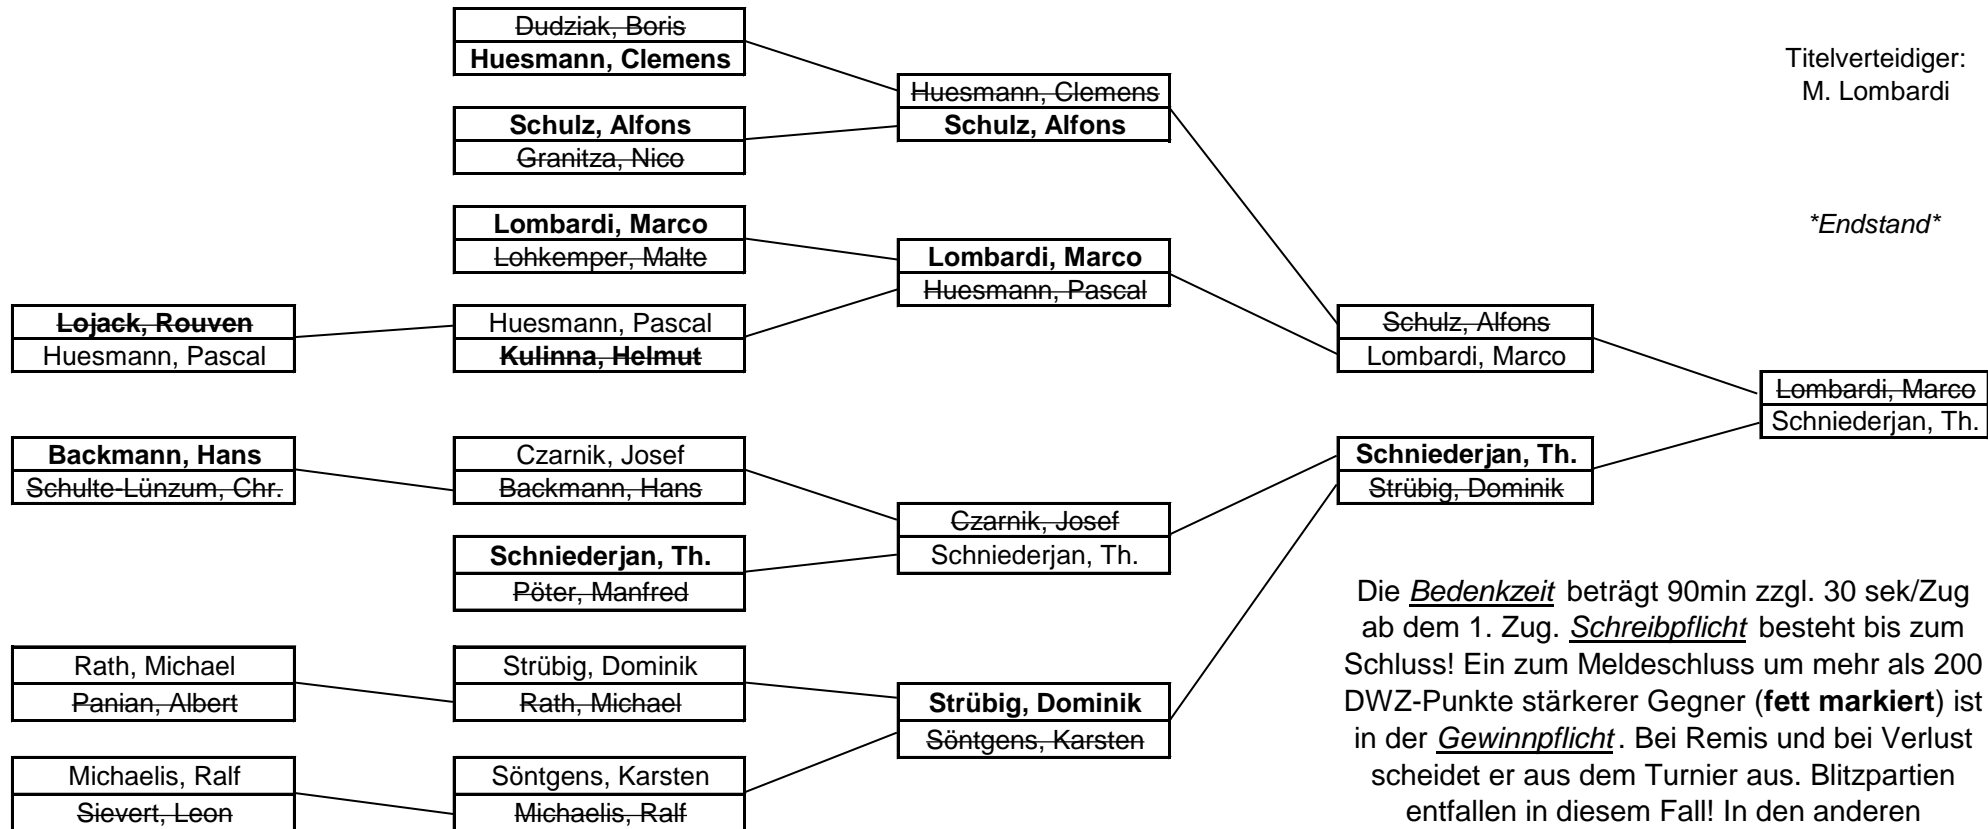 Dudziak, Boris
Huesmann, Clemens
Schulz, Alfons
Granitza, Nico
Lombardi, Marco
Lohkemper, Malte
Lojack, Rouven
Huesmann, Pascal
Huesmann, Pascal
Kulinna, Helmut
Backmann, Hans
Schulte-Lünzum, Chr.
Czarnik, Josef
Backmann, Hans
Schniederjan, Th.
Pöter, Manfred
Rath, Michael
Panian, Albert
Strübig, Dominik
Rath, Michael
Michaelis, Ralf
Sievert, Leon
Söntgens, Karsten
Michaelis, Ralf
Huesmann, Clemens
Schulz, Alfons
Lombardi, Marco
Huesmann, Pascal
Czarnik, Josef
Schniederjan, Th.
Strübig, Dominik
Söntgens, Karsten
Schulz, Alfons
Lombardi, Marco
Schniederjan, Th.
Strübig, Dominik
Lombardi, Marco
Schniederjan, Th.
Titelverteidiger:
M. Lombardi
*Endstand*
Die Bedenkzeit beträgt 90min zzgl. 30 sek/Zug
ab dem 1. Zug. Schreibpflicht besteht bis zum
Schluss! Ein zum Meldeschluss um mehr als 200
DWZ-Punkte stärkerer Gegner (fett markiert) ist
in der Gewinnpflicht. Bei Remis und bei Verlust
scheidet er aus dem Turnier aus. Blitzpartien
entfallen in diesem Fall! In den anderen